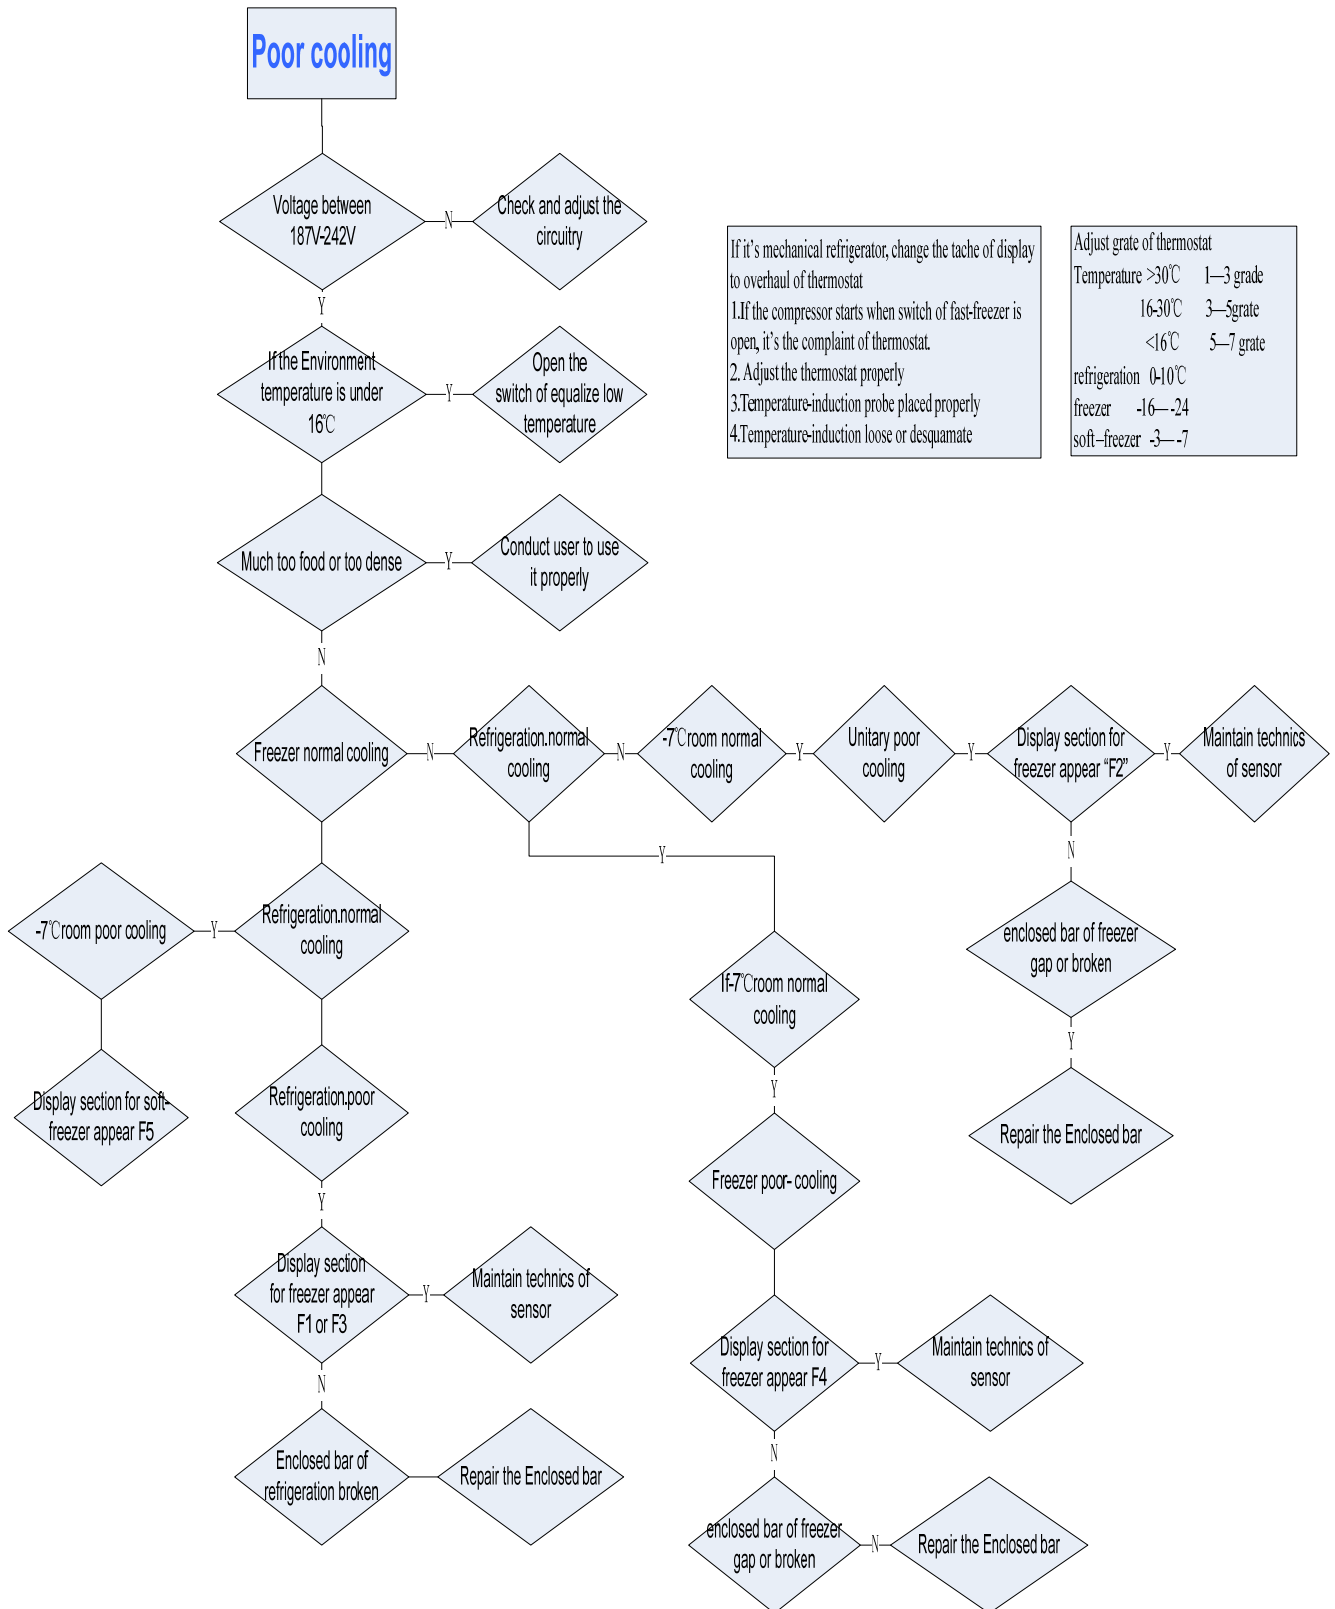 Poor cooling
Voltage between
187V-242V
N
Check and adjust the
circuitry
Y
If the Environment
temperature is under
16℃
Y
Open the
switch of equalize low
temperature
If it's mechanical refrigerator, change the tache of display
to overhaul of thermostat
1.If the compressor starts when switch of fast-freezer is
open, it's the complaint of thermostat.
2. Adjust the thermostat properly
3.Temperature-induction probe placed properly
4.Temperature-induction loose or desquamate
Adjust grate of thermostat
Temperature >30℃ 1—3 grade
16-30℃ 3—5grate
<16℃ 5—7 grate
refrigeration 0-10℃
freezer -16— -24
soft–freezer -3— -7
Much too food or too dense
Y
Conduct user to use
it properly
N
Freezer normal cooling
N
Refrigeration.normal
cooling
N
-7℃room normal
cooling
Y
Unitary poor
cooling
Y
Display section for
freezer appear “F2”
Y
Maintain technics
of sensor
N
Y
-7℃room poor cooling
Y
Refrigeration.normal
cooling
enclosed bar of freezer
gap or broken
If-7℃room normal
cooling
Y
Y
Display section for soft-
freezer appear F5
Refrigeration.poor
cooling
Repair the Enclosed bar
Freezer poor- cooling
Y
Display section
for freezer appear
F1 or F3
Y
Maintain technics of
sensor
Display section for
freezer appear F4
Y
Maintain technics of
sensor
N
N
Enclosed bar of
refrigeration broken
Repair the Enclosed bar
enclosed bar of freezer
gap or broken
N
Repair the Enclosed bar